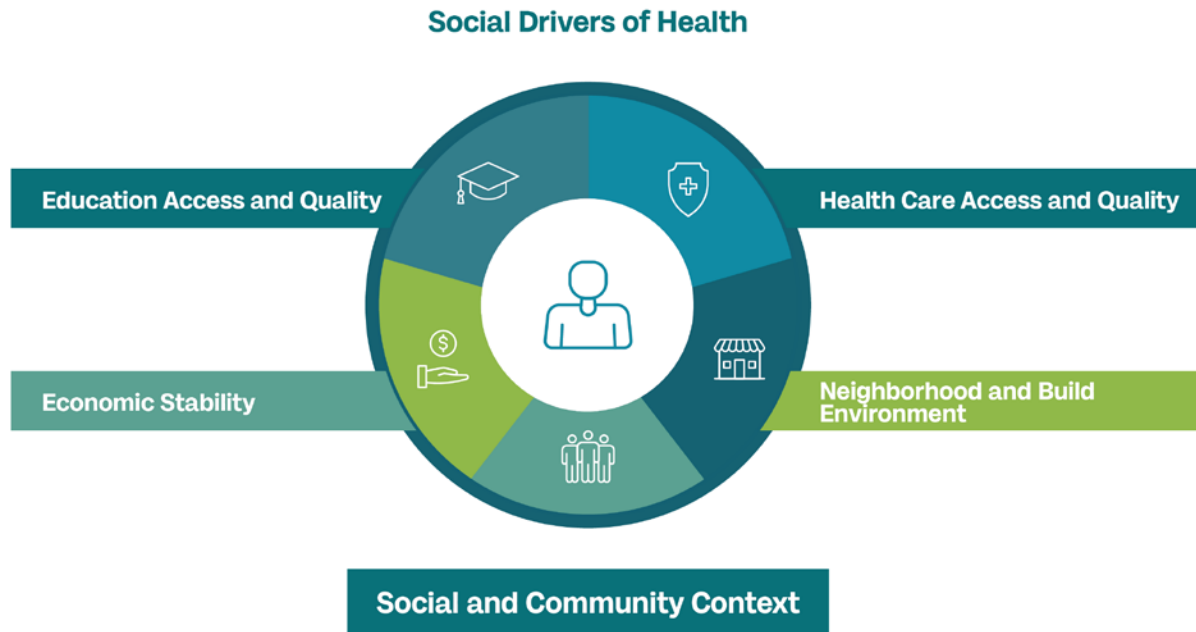 Social Drivers of Health
Education Access and Quality
Health Care Access and Quality
$
Economic Stability
Neighborhood and Build
Environment
Social and Community Context